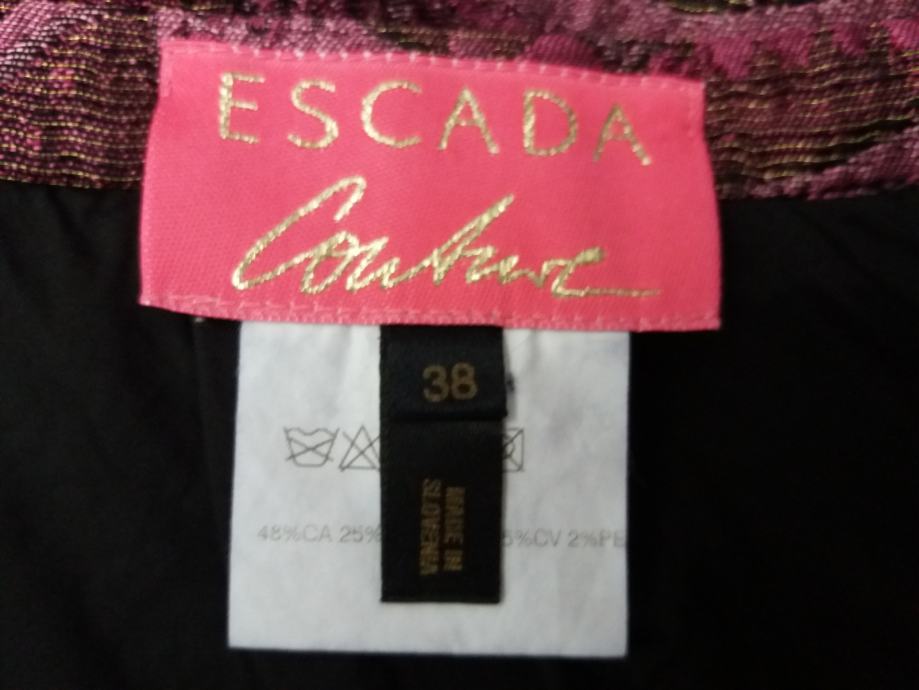 ESCADA
Couture
38
MADE IN
SLOVENIA
48%CA 25% 5%CV 2%PE